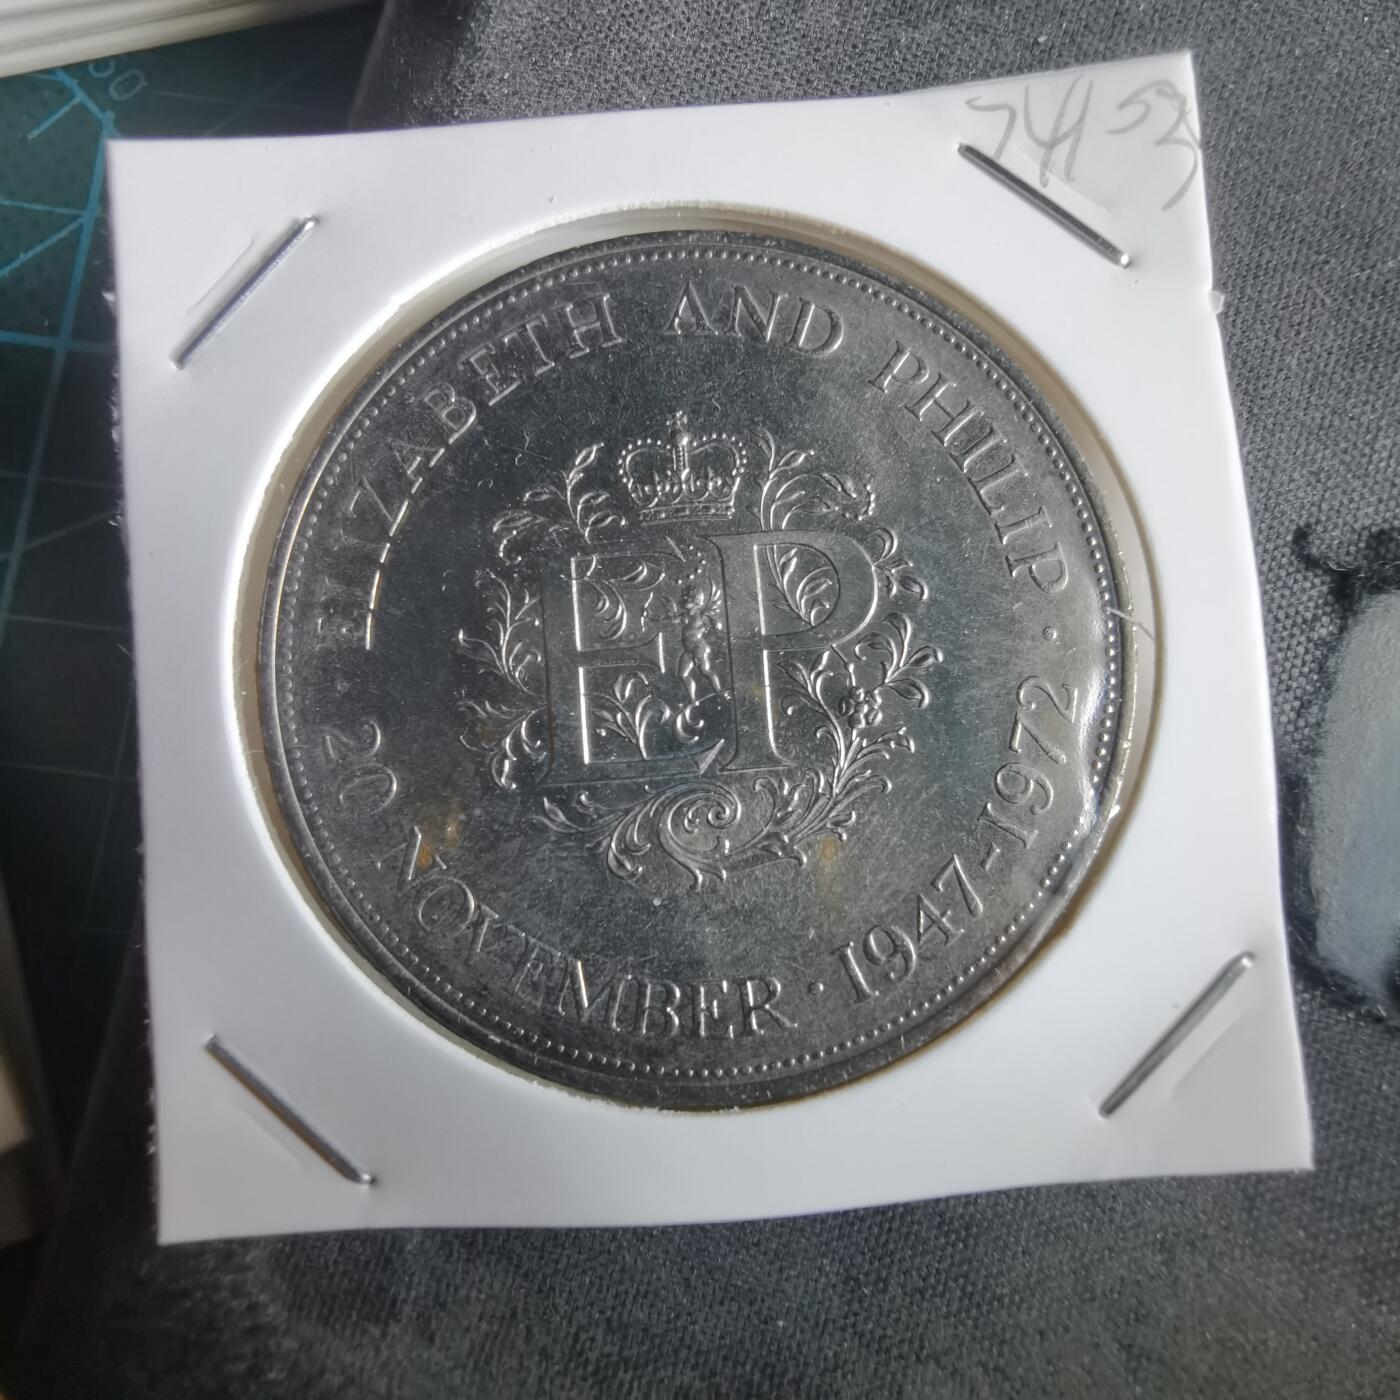 ELIZABETH AND PHILIP
20 NOVEMBER · 1947-1972
EP